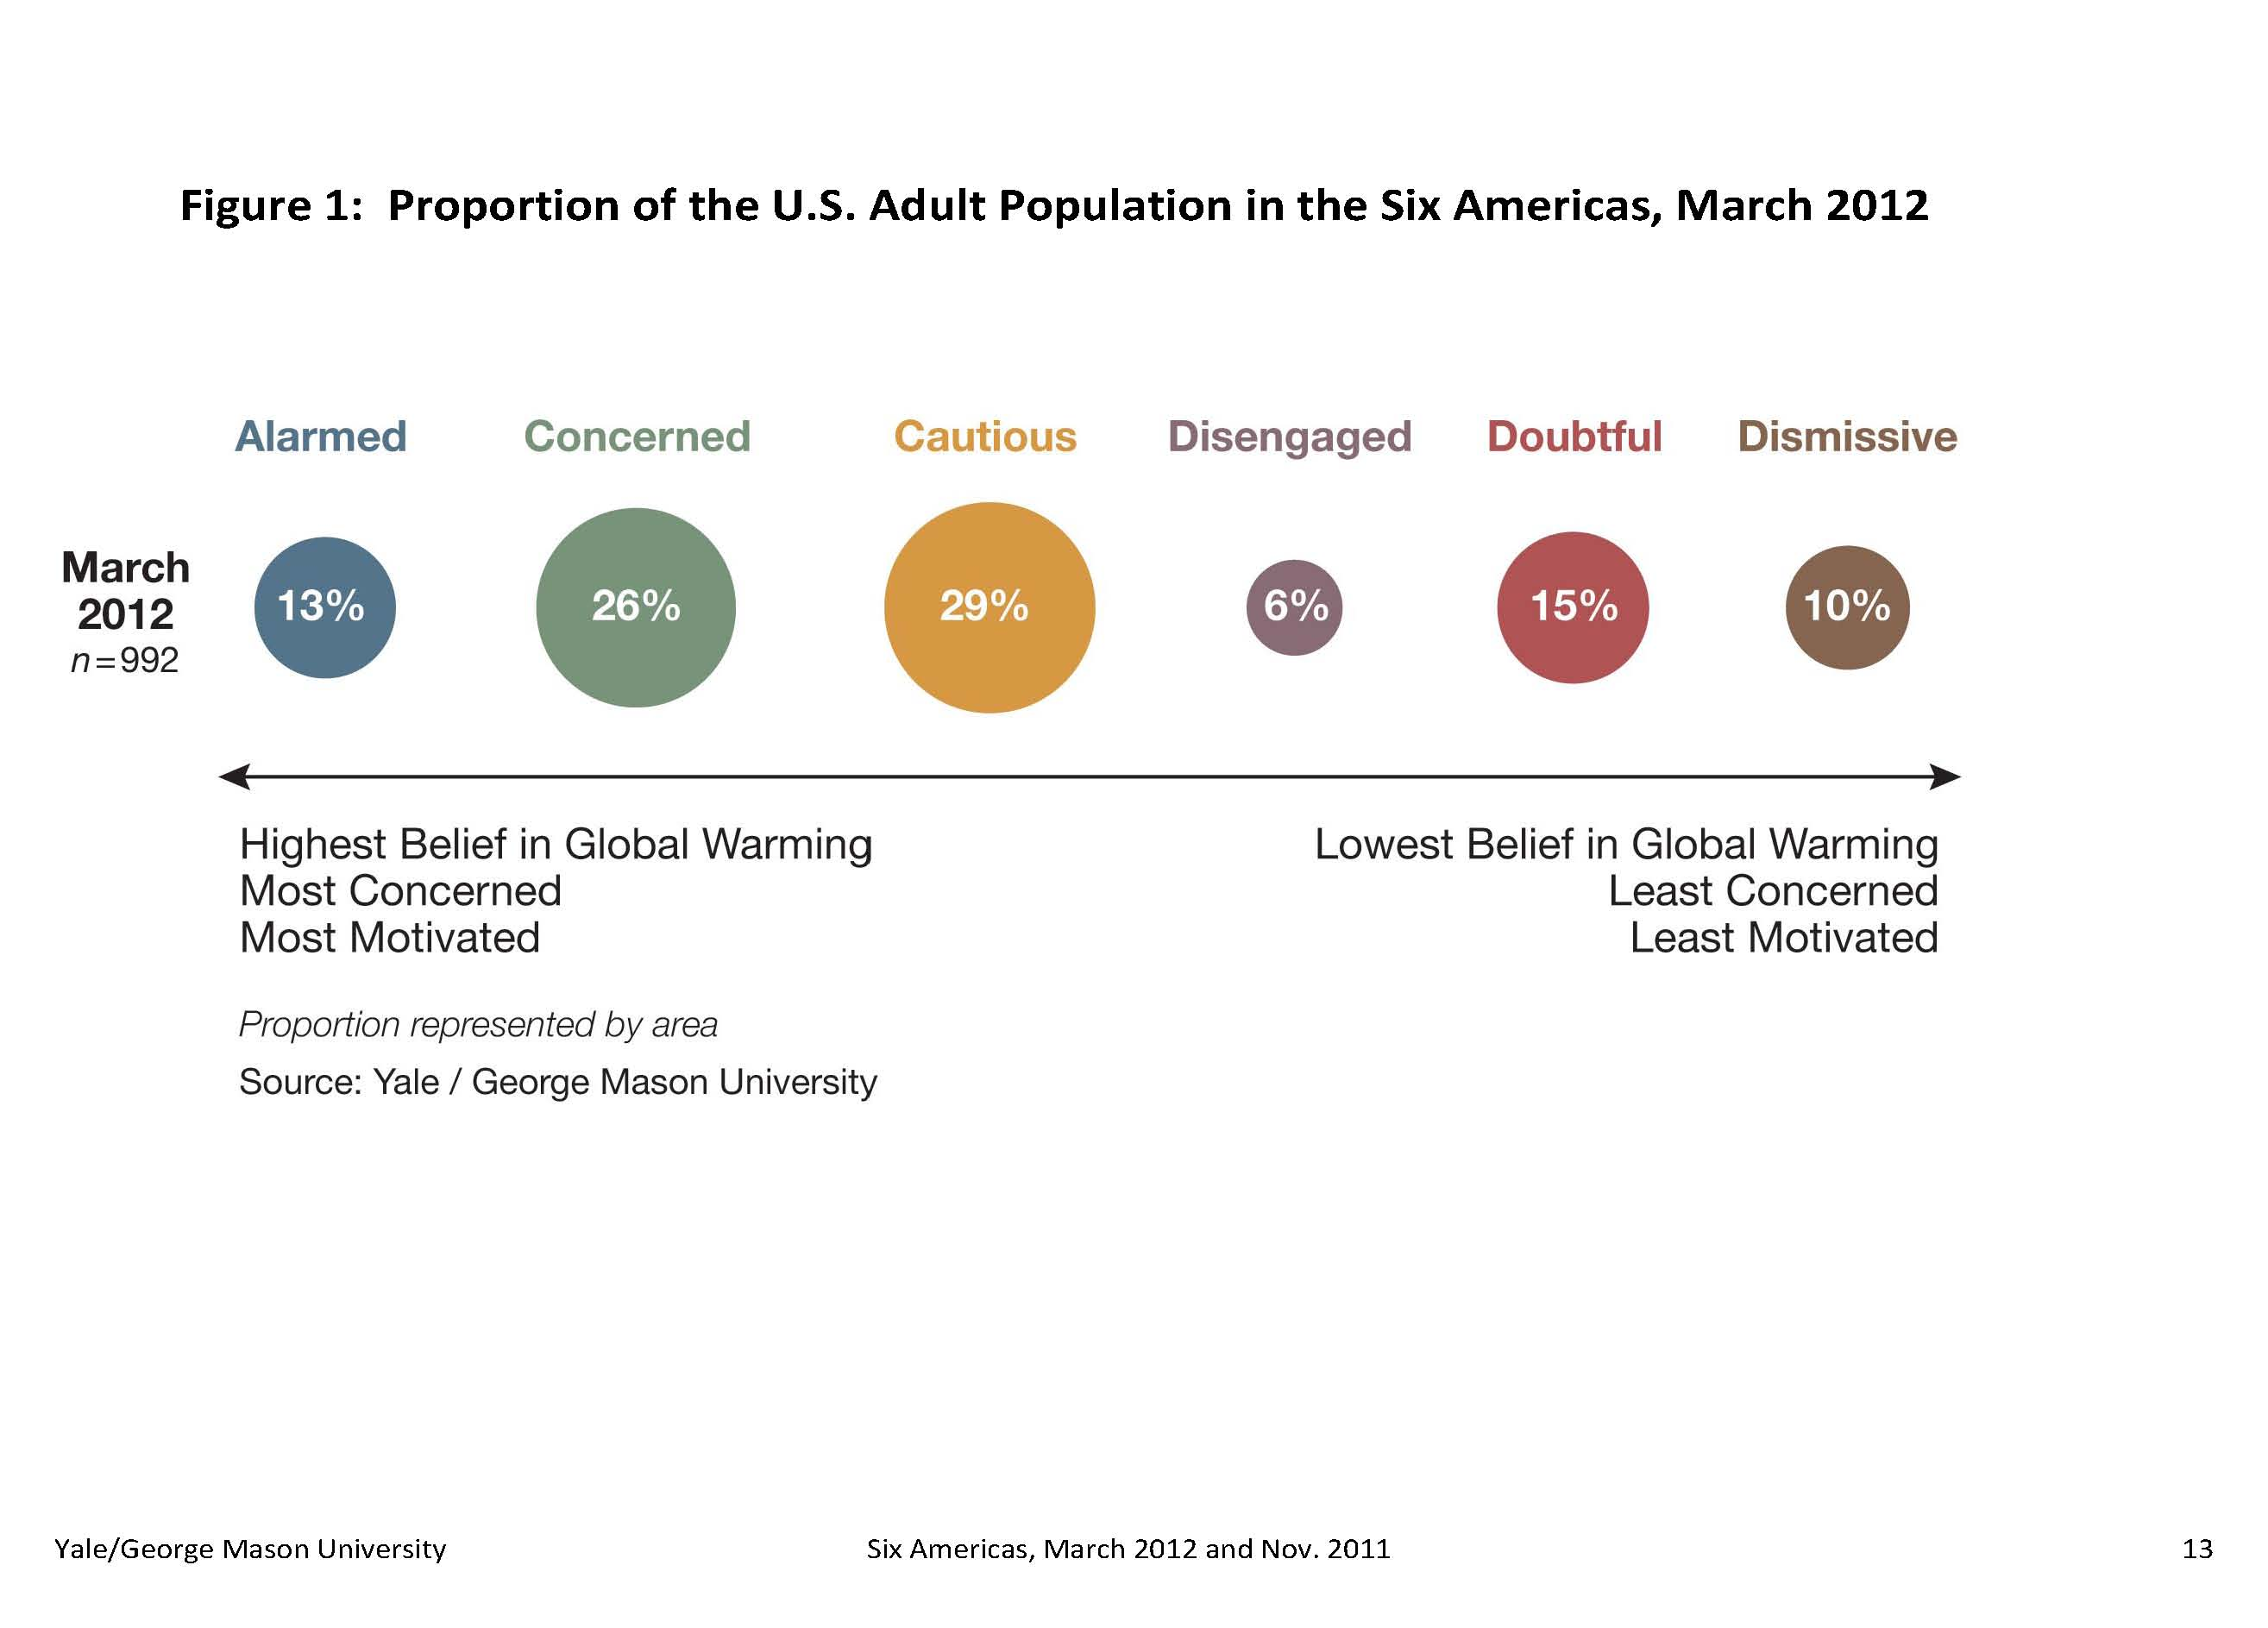 Figure 1:  Proportion of the U.S. Adult Population in the Six Americas, March 2012
Alarmed Concerned Cautious Disengaged Doubtful Dismissive
March
2012
n=992
13% 26% 29% 6% 15% 10%
Highest Belief in Global Warming
Most Concerned
Most Motivated
Lowest Belief in Global Warming
Least Concerned
Least Motivated
Proportion represented by area
Source: Yale / George Mason University
Yale/George Mason University Six Americas, March 2012 and Nov. 2011 13